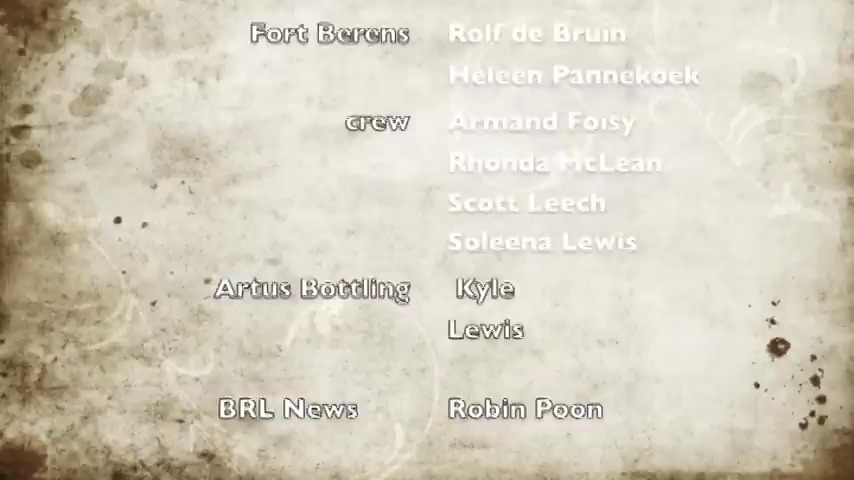 Fort Berens Rolf de Bruin
Heleen Pannekoek
crew Armand Foisy
Rhonda McLean
Scott Leech
Soleena Lewis
Artus Bottling Kyle
Lewis
BRL News Robin Poon